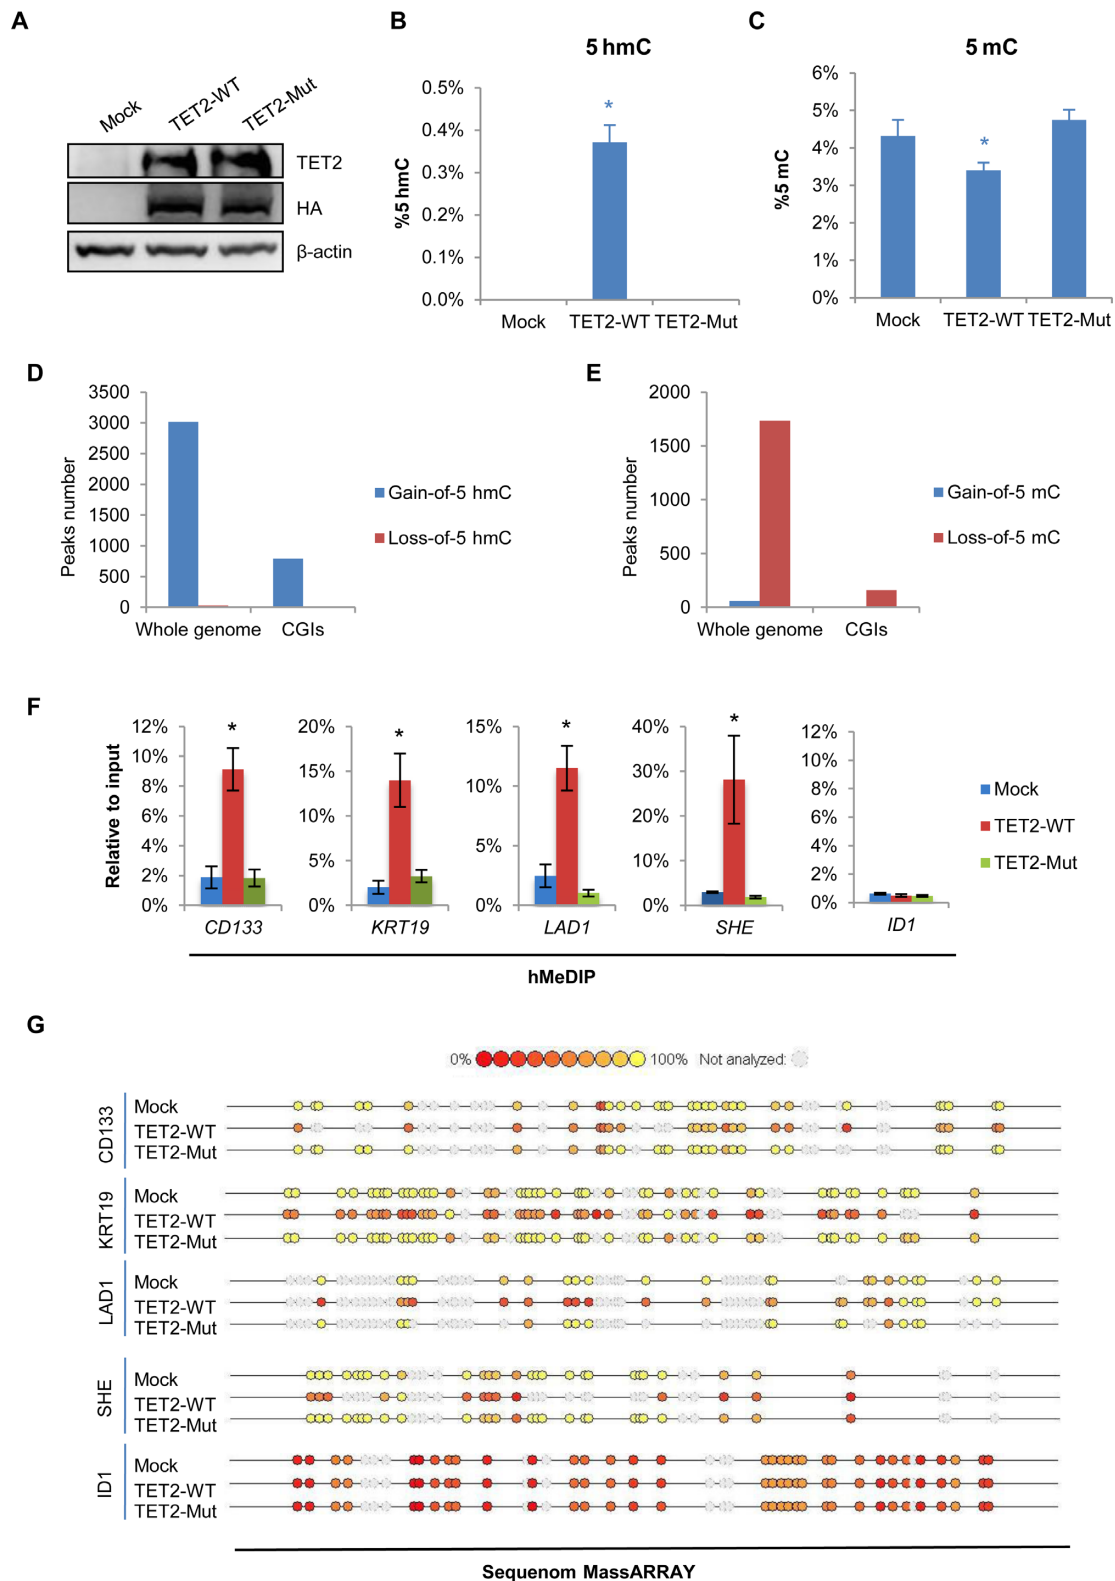 A
Mock
TET2-WT
TET2-Mut
TET2
HA
β-actin
B
5 hmC
%5 hmC
0.5%
0.4%
0.3%
0.2%
0.1%
0.0%
Mock
TET2-WT
TET2-Mut
*
C
5 mC
%5 mC
6%
5%
4%
3%
2%
1%
0%
Mock
TET2-WT
TET2-Mut
*
D
Peaks number
3500
3000
2500
2000
1500
1000
500
0
Whole genome
CGIs
Gain-of-5 hmC
Loss-of-5 hmC
E
Peaks number
2000
1500
1000
500
0
Whole genome
CGIs
Gain-of-5 mC
Loss-of-5 mC
F
Relative to input
12%
10%
8%
6%
4%
2%
0%
*
CD133
20%
15%
10%
5%
0%
*
KRT19
15%
10%
5%
0%
*
LAD1
40%
30%
20%
10%
0%
*
SHE
12%
10%
8%
6%
4%
2%
0%
ID1
Mock
TET2-WT
TET2-Mut
hMeDIP
G
0%
100%
Not analyzed:
CD133
Mock
TET2-WT
TET2-Mut
KRT19
Mock
TET2-WT
TET2-Mut
LAD1
Mock
TET2-WT
TET2-Mut
SHE
Mock
TET2-WT
TET2-Mut
ID1
Mock
TET2-WT
TET2-Mut
Sequenom MassARRAY